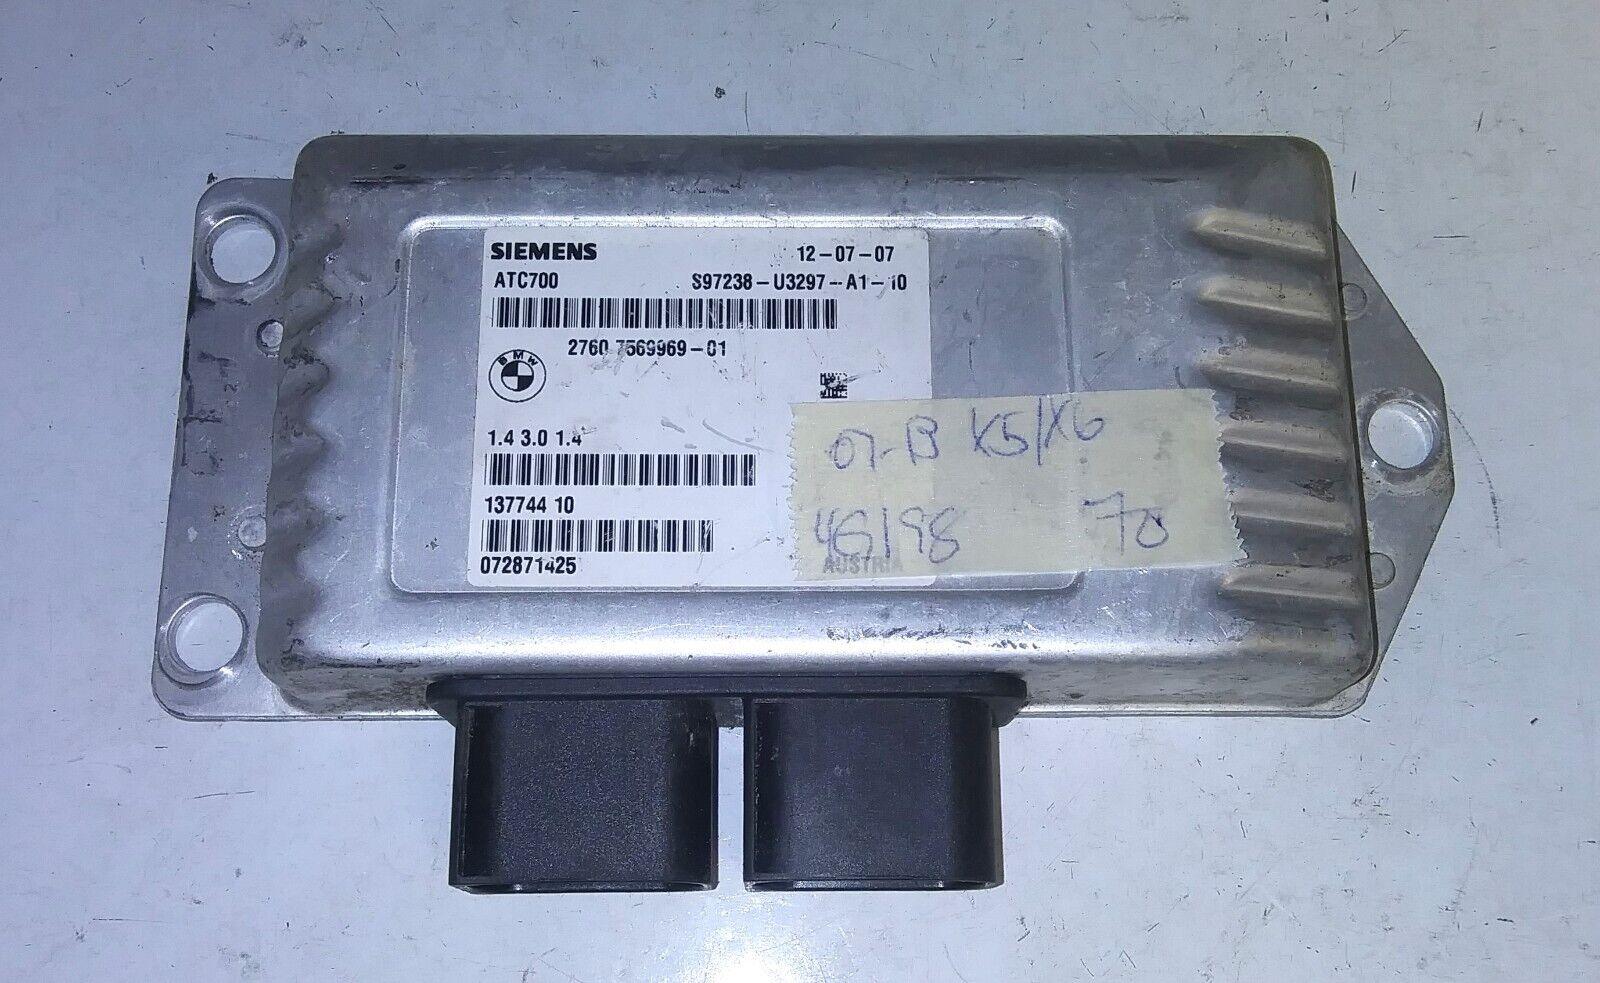 SIEMENS 12-07-07
ATC700 S97238-U3297-A1-10
2760 7569969-01
BMW
1.4 3.0 1.4
137744 10
072871425
AUSTRIA
07-13 X5/X6
70